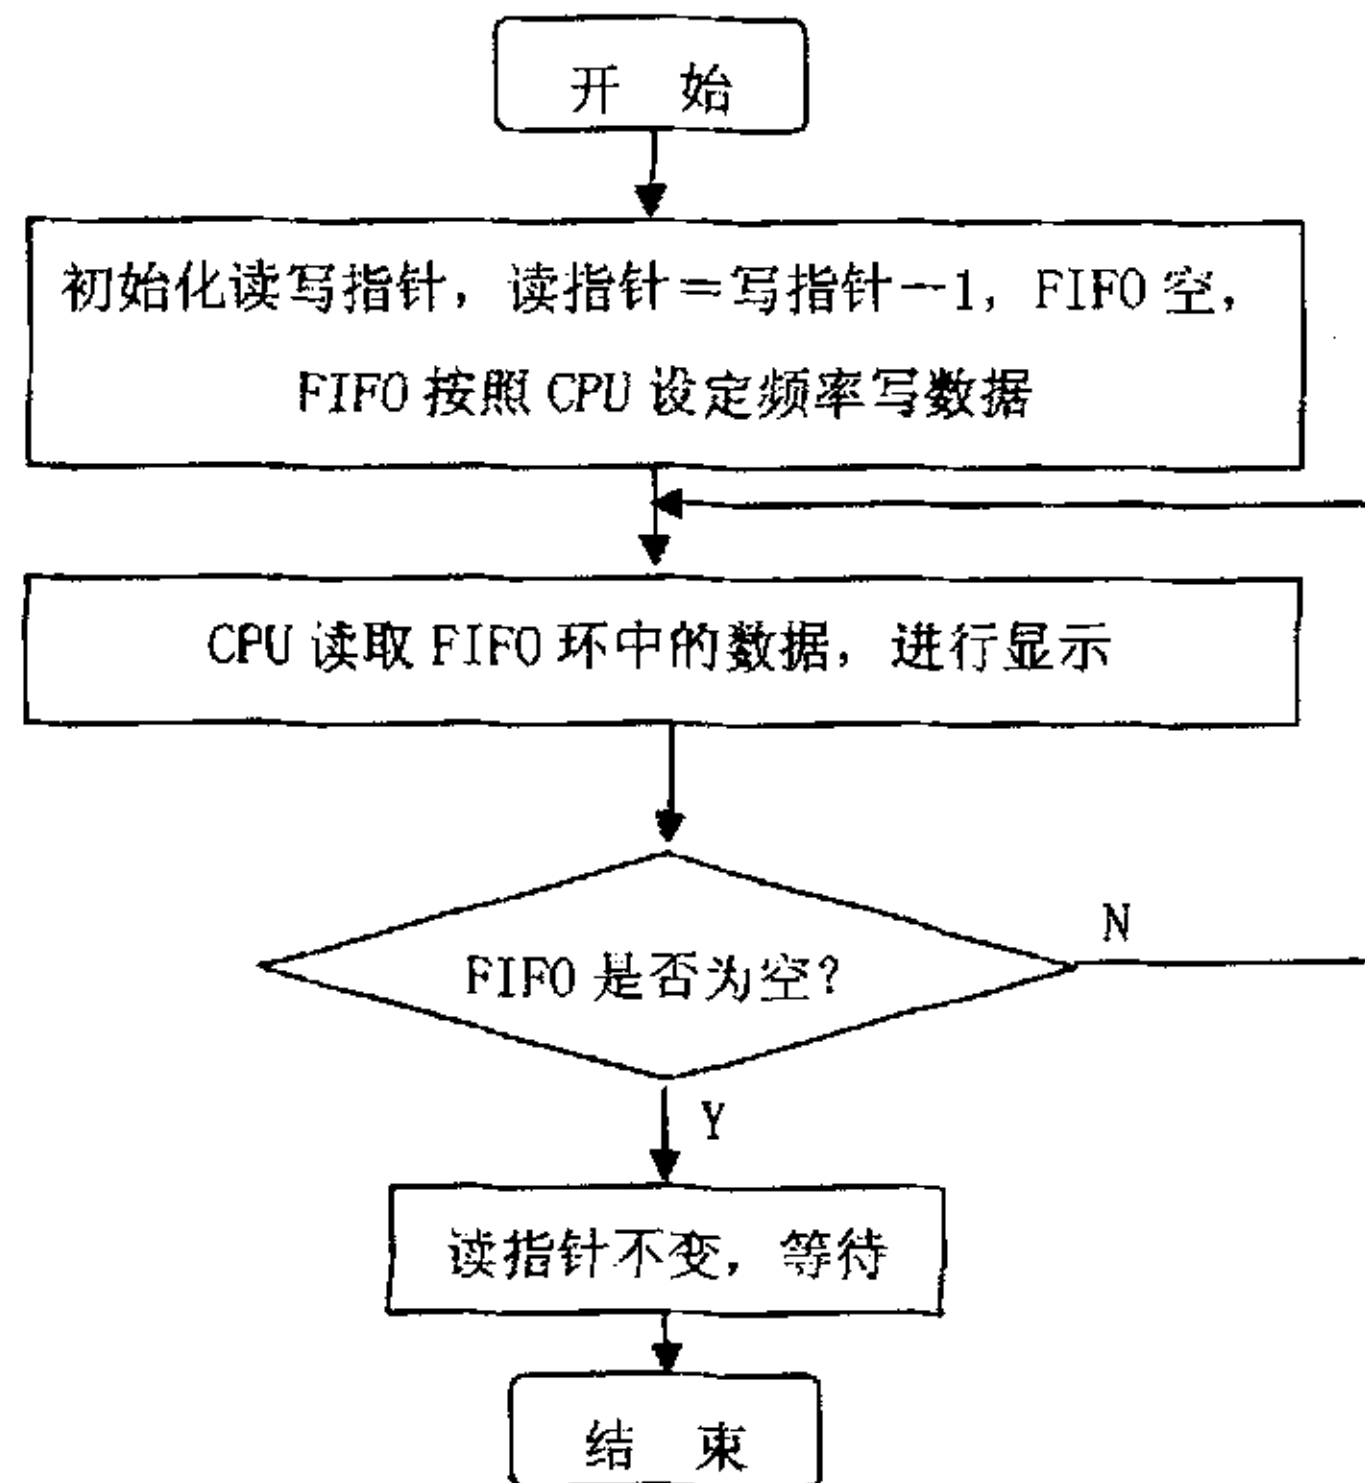 开 始
初始化读写指针，读指针＝写指针－1，FIFO 空，
FIFO 按照 CPU 设定频率写数据
CPU 读取 FIFO 环中的数据，进行显示
FIFO 是否为空？
N
Y
读指针不变，等待
结 束